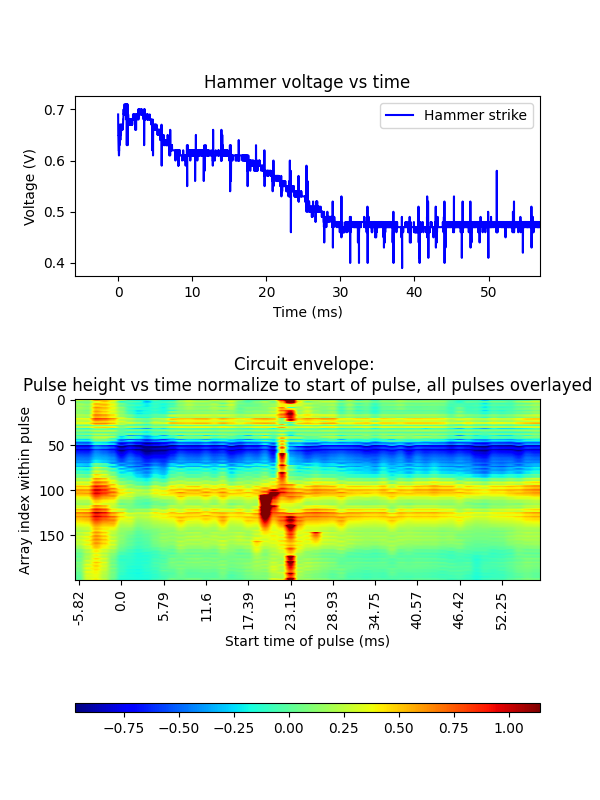 Hammer voltage vs time
0.7
0.6
0.5
0.4
Voltage (V)
Hammer strike
0 10 20 30 40 50
Time (ms)
Circuit envelope:
Pulse height vs time normalize to start of pulse, all pulses overlayed
0
50
100
150
Array index within pulse
-5.82 0.0 5.79 11.6 17.39 23.15 28.93 34.75 40.57 46.42 52.25
Start time of pulse (ms)
−0.75 −0.50 −0.25 0.00 0.25 0.50 0.75 1.00